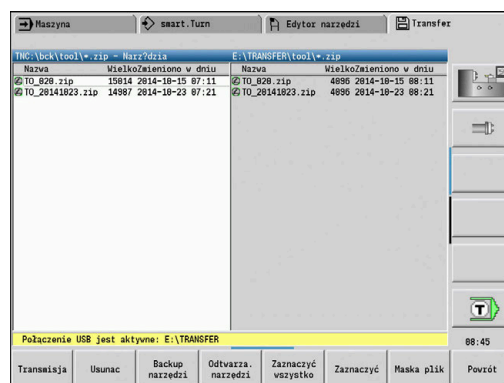 Maszyna
smart.Turn
Edytor narzędzi
Transfer
TNC:\bck\tool\*.zip - Narz?dzia
E:\TRANSFER\tool\*.zip
Nazwa WielkoZmieniono w dniu
Nazwa WielkoZmieniono w dniu
TO_020.zip 15014 2014-10-15 07:11
TO_020.zip 4096 2014-10-15 08:11
TO_20141023.zip 14987 2014-10-23 07:21
TO_20141023.zip 4096 2014-10-23 08:21
T
Połączenie USB jest aktywne: E:\TRANSFER
08:45
Transmisja
Usunac
Backup narzędzi
Odtwarza. narzędzi
Zaznaczyć wszystko
Zaznaczyć
Maska plik
Powrót